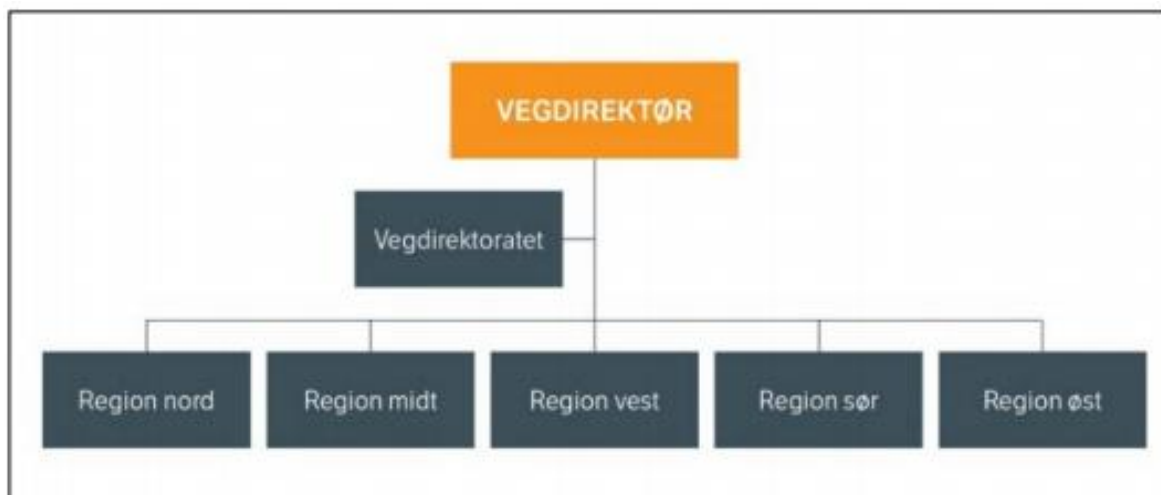 VEGDIREKTØR
Vegdirektoratet
Region nord
Region midt
Region vest
Region sør
Region øst